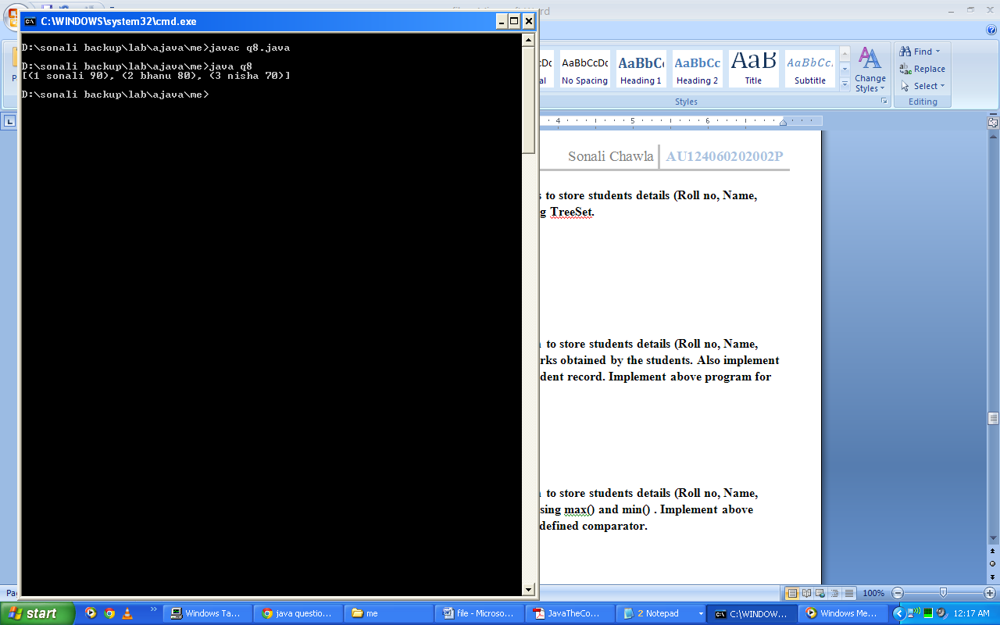 C:\WINDOWS\system32\cmd.exe
D:\sonali backup\lab\ajava\me>javac q8.java
D:\sonali backup\lab\ajava\me>java q8
[(1 sonali 90), (2 bhanu 80), (3 nisha 70)]
D:\sonali backup\lab\ajava\me>
AaBbCcDc
No Spacing
AaBbC
Heading 1
AaBbCc
Heading 2
AaB
Title
AaBbCc.
Subtitle
Change
Styles
Styles
Find
Replace
Select
Editing
4 5 6
Sonali Chawla AU124060202002P
to store students details (Roll no, Name,
TreeSet.
to store students details (Roll no, Name,
obtained by the students. Also implement
record. Implement above program for
to store students details (Roll no, Name,
max() and min() . Implement above
defined comparator.
100%
start
Windows Ta...
java questio...
me
file - Microso...
JavaTheCo...
2 Notepad
C:\WINDOW...
Windows Me...
12:17 AM